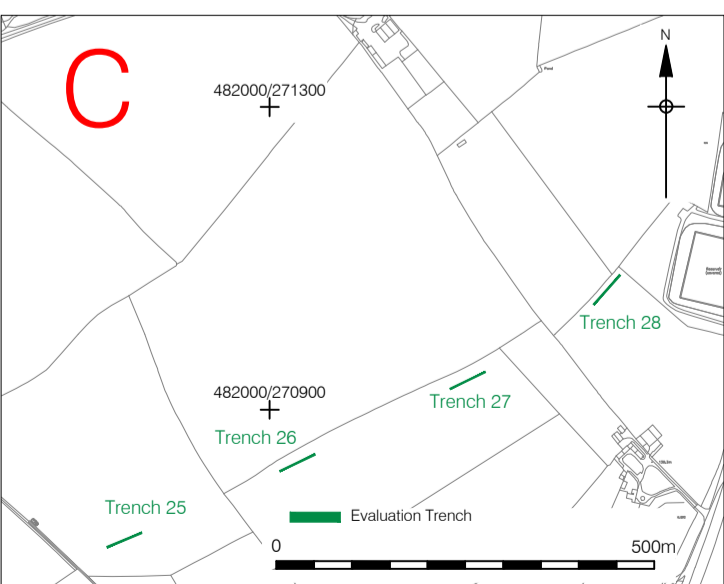 C
482000/271300
N
Pond
Trench 28
482000/270900
Trench 27
Trench 26
Trench 25
Evaluation Trench
0
500m